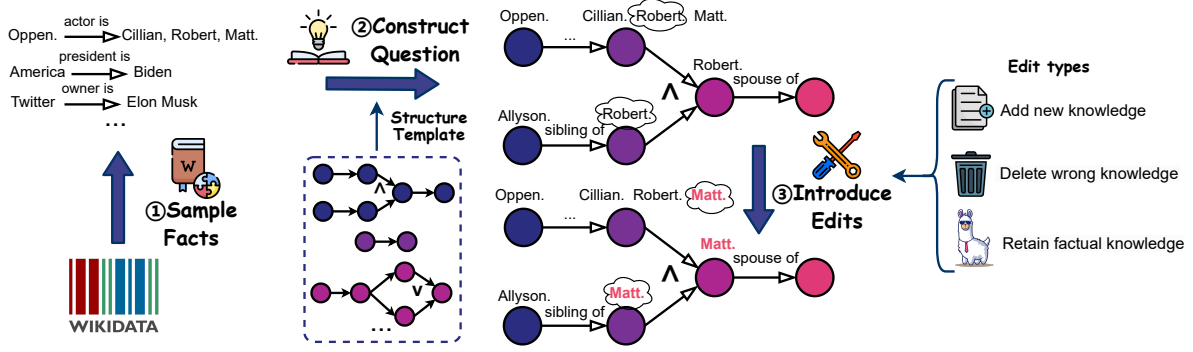 actor is
Oppen. Cillian, Robert, Matt.
president is
America Biden
owner is
Twitter Elon Musk
...
①Sample
Facts
W
WIKIDATA
②Construct
Question
Structure
Template
∧
∨
...
Oppen. Cillian. Robert. Matt.
...
Robert.
spouse of
∧
Allyson.
sibling of
Robert.
③Introduce
Edits
Oppen. Cillian. Robert. Matt.
...
Matt.
spouse of
∧
Allyson.
sibling of
Matt.
Edit types
Add new knowledge
Delete wrong knowledge
Retain factual knowledge